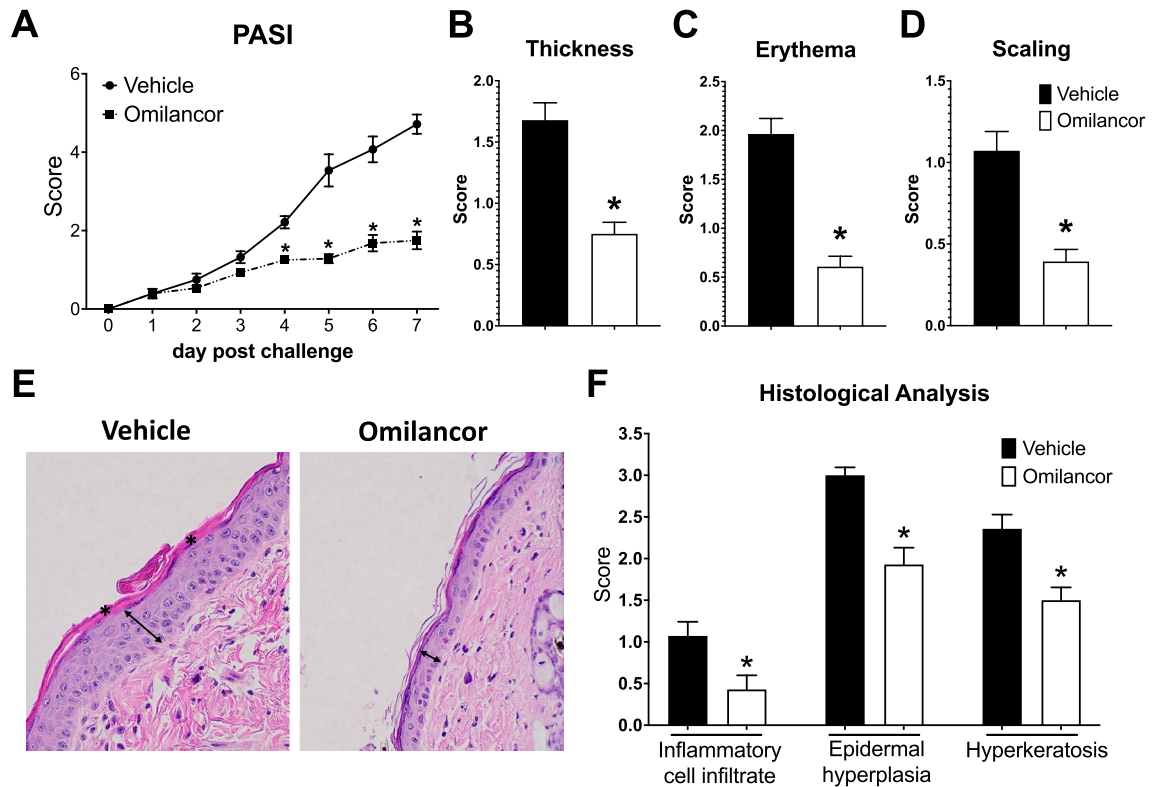 A
PASI
Vehicle
Omilancor
Score
6
4
2
0
0 1 2 3 4 5 6 7
* * * *
day post challenge
B
Thickness
Score
2.0
1.5
1.0
0.5
0.0
*
C
Erythema
Score
2.5
2.0
1.5
1.0
0.5
0.0
*
D
Scaling
Vehicle
Omilancor
Score
1.5
1.0
0.5
0.0
*
E
Vehicle
Omilancor
*
*
F
Histological Analysis
Vehicle
Omilancor
Score
3.5
3.0
2.5
2.0
1.5
1.0
0.5
0.0
* * *
Inflammatory
cell infiltrate
Epidermal
hyperplasia
Hyperkeratosis